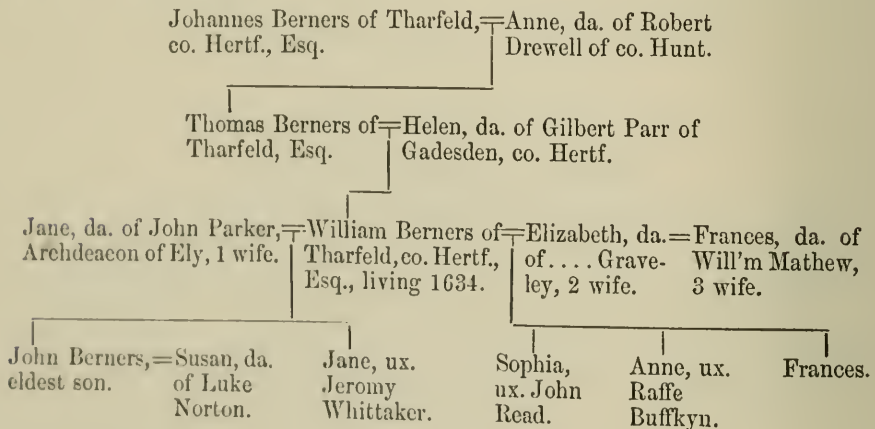 Johannes Berners of Tharfeld,
co. Hertf., Esq.
Anne, da. of Robert
Drewell of co. Hunt.
Thomas Berners of
Tharfeld, Esq.
Helen, da. of Gilbert Parr of
Gadesden, co. Hertf.
Jane, da. of John Parker,
Archdeacon of Ely, 1 wife.
William Berners of
Tharfeld, co. Hertf.,
Esq., living 1634.
Elizabeth, da.
of.... Grave-
ley, 2 wife.
Frances, da. of
Will'm Mathew,
3 wife.
John Berners,
eldest son.
Susan, da.
of Luke
Norton.
Jane, ux.
Jeromy
Whittaker.
Sophia,
ux. John
Read.
Anne, ux.
Raffe
Buffkyn.
Frances.